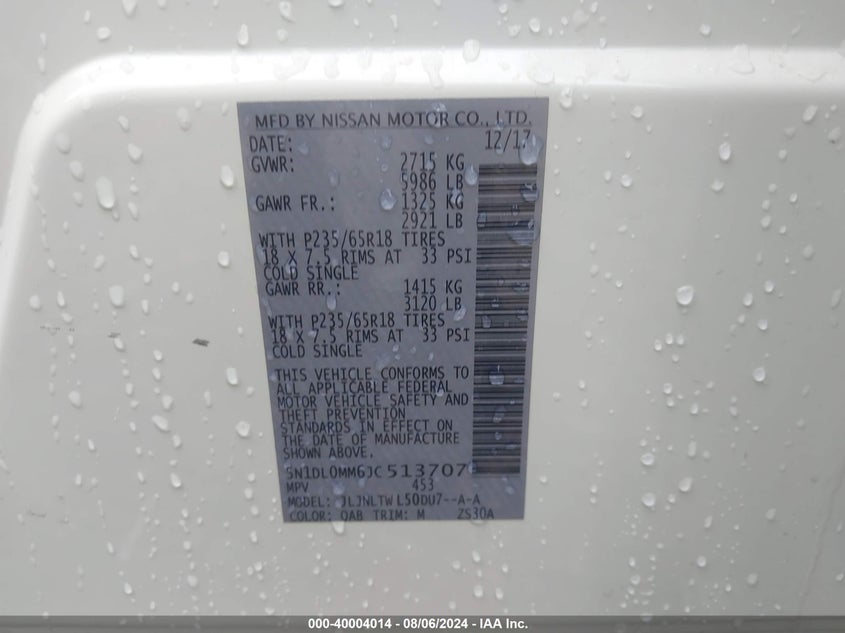 MFD BY NISSAN MOTOR CO., LTD.
DATE: 12/17
GVWR: 2715 KG
5986 LB
GAWR FR.: 1325 KG
2921 LB
WITH P235/65R18 TIRES
18 X 7.5 RIMS AT 33 PSI
COLD SINGLE
GAWR RR.: 1415 KG
3120 LB
WITH P235/65R18 TIRES
18 X 7.5 RIMS AT 33 PSI
COLD SINGLE
THIS VEHICLE CONFORMS TO
ALL APPLICABLE FEDERAL
MOTOR VEHICLE SAFETY AND
THEFT PREVENTION
STANDARDS IN EFFECT ON
THE DATE OF MANUFACTURE
SHOWN ABOVE.
5N1DL0MM6JC513707
MPV 453
MODEL: JLJNLTWL50DU7--A-A
COLOR: QAB TRIM: M ZS30A
000-40004014 - 08/06/2024 - IAA Inc.